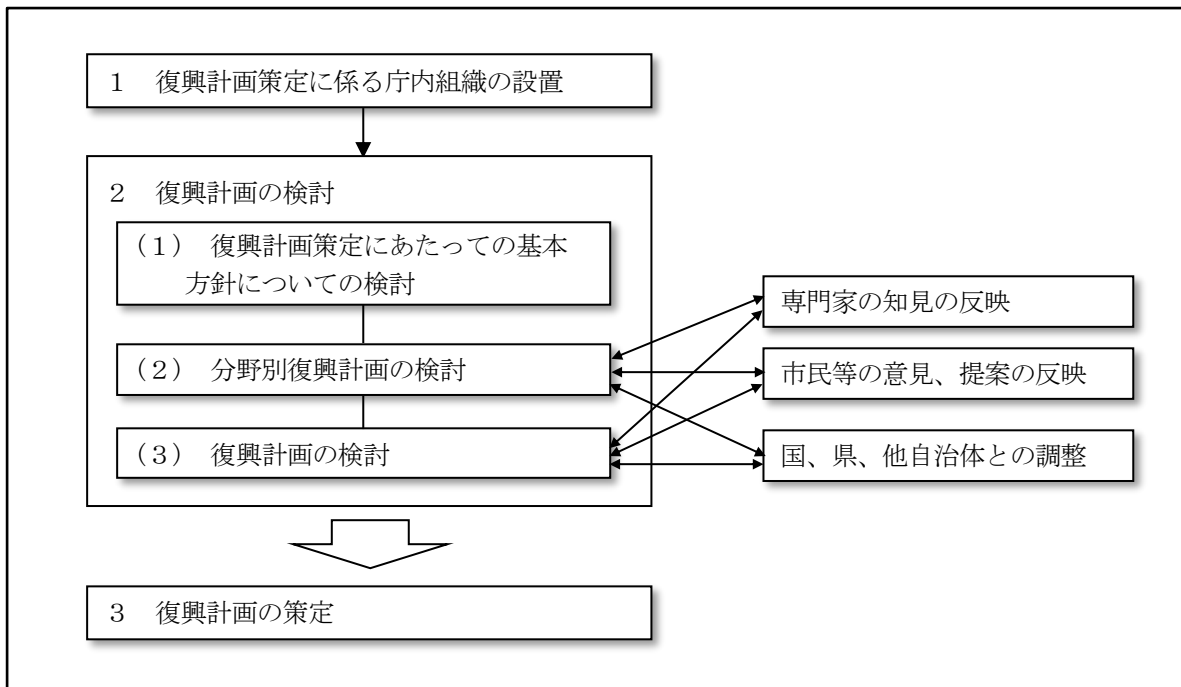 １　復興計画策定に係る庁内組織の設置
２　復興計画の検討
（１）　復興計画策定にあたっての基本
方針についての検討
（２）　分野別復興計画の検討
（３）　復興計画の検討
専門家の知見の反映
市民等の意見、提案の反映
国、県、他自治体との調整
３　復興計画の策定